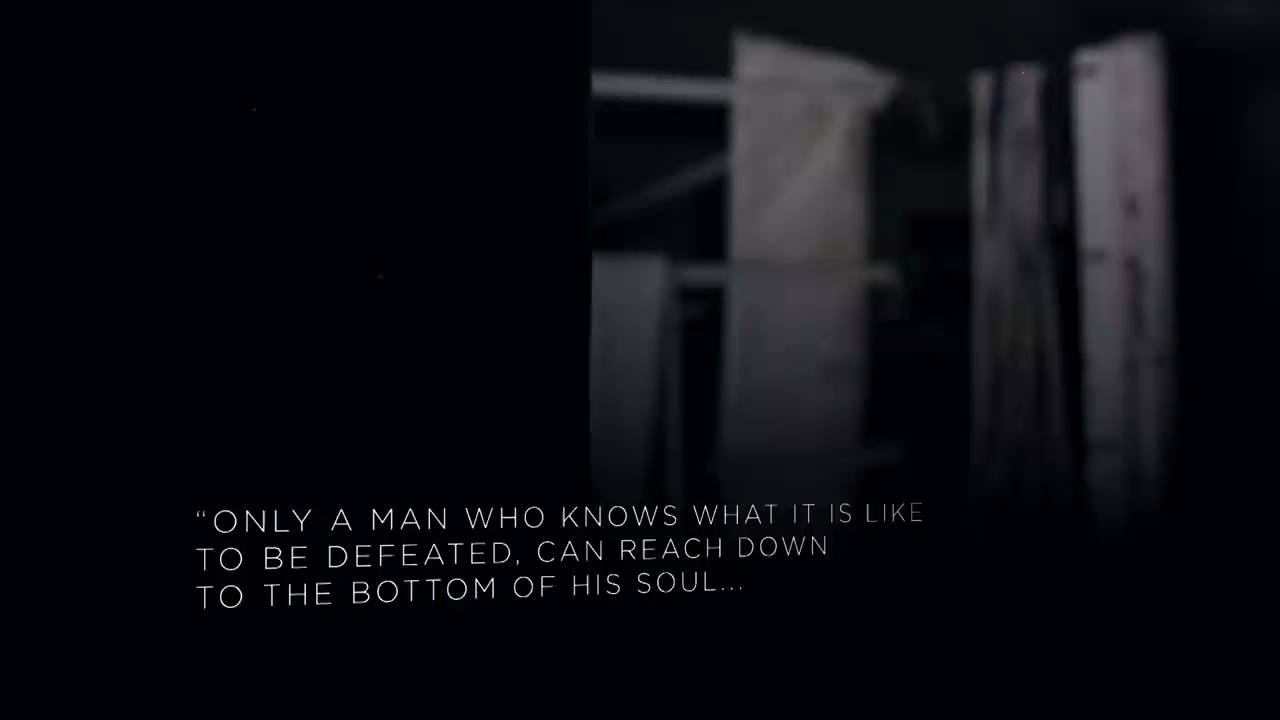 “ONLY A MAN WHO KNOWS WHAT IT IS LIKE
TO BE DEFEATED, CAN REACH DOWN
TO THE BOTTOM OF HIS SOUL...